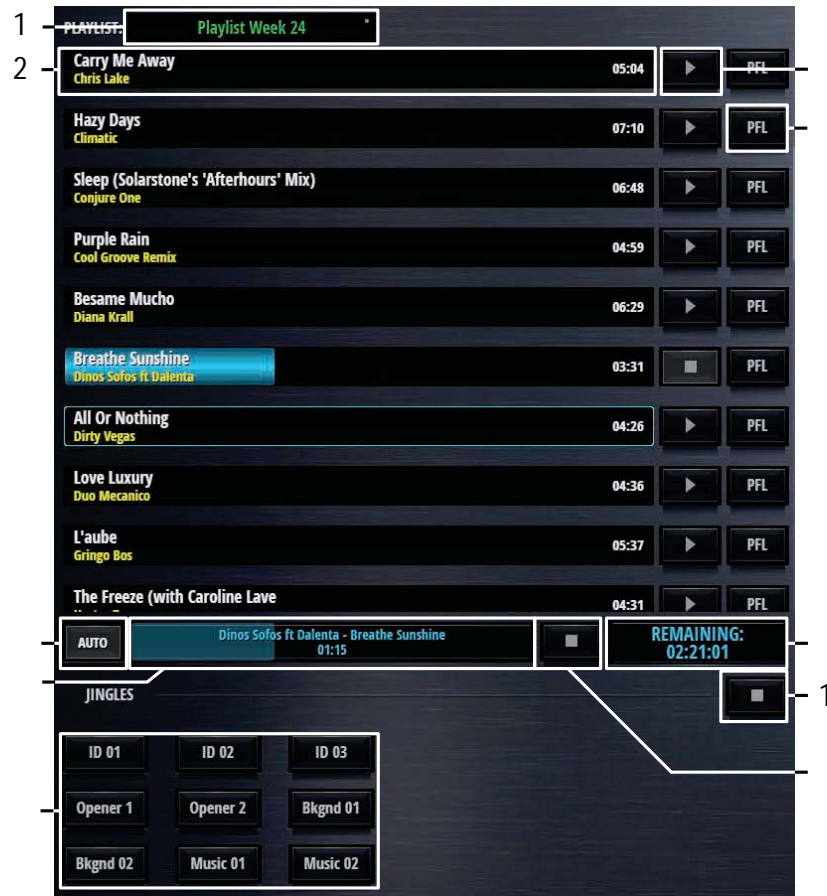 1
PLAYLIST: Playlist Week 24
2
Carry Me Away 05:04 PFL
Chris Lake
Hazy Days 07:10 PFL
Climatic
Sleep (Solarstone's 'Afterhours' Mix) 06:48 PFL
Conjure One
Purple Rain 04:59 PFL
Cool Groove Remix
Besame Mucho 06:29 PFL
Diana Krall
Breathe Sunshine 03:31 PFL
Dinos Sofos ft Dalenta
All Or Nothing 04:26 PFL
Dirty Vegas
Love Luxury 04:36 PFL
Duo Mecanico
L'aube 05:37 PFL
Gringo Bos
The Freeze (with Caroline Lave 04:31 PFL
AUTO
Dinos Sofos ft Dalenta - Breathe Sunshine
01:15
REMAINING:
02:21:01
JINGLES
1
ID 01 ID 02 ID 03
Opener 1 Opener 2 Bkgnd 01
Bkgnd 02 Music 01 Music 02